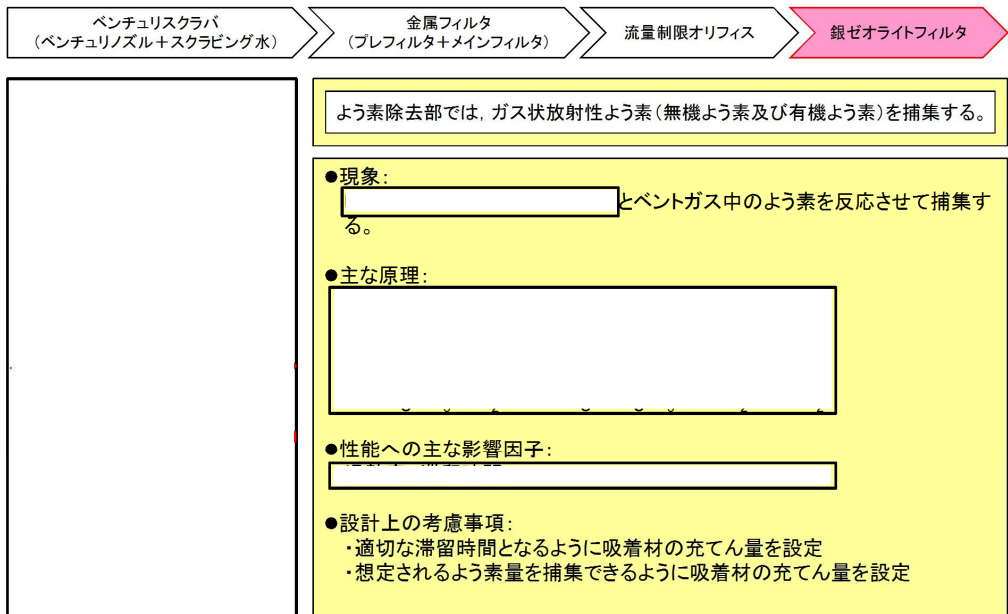 ベンチュリスクラバ
(ベンチュリノズル+スクラビング水)
金属フィルタ
(プレフィルタ+メインフィルタ)
流量制限オリフィス
銀ゼオライトフィルタ
よう素除去部では,ガス状放射性よう素(無機よう素及び有機よう素)を捕集する。
●現象:
とベントガス中のよう素を反応させて捕集す
る。
●主な原理:
●性能への主な影響因子:
●設計上の考慮事項:
・適切な滞留時間となるように吸着材の充てん量を設定
・想定されるよう素量を捕集できるように吸着材の充てん量を設定